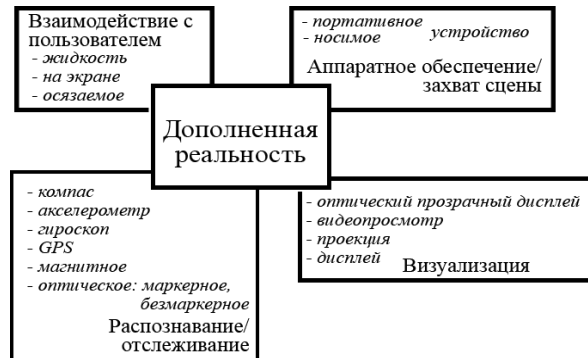 Взаимодействие с
пользователем
- жидкость
- на экране
- осязаемое
- портативное
- носимое
устройство
Аппаратное обеспечение/
захват сцены
Дополненная
реальность
- компас
- акселерометр
- гироскоп
- GPS
- магнитное
- оптическое: маркерное,
безмаркерное
Распознавание/
отслеживание
- оптический прозрачный дисплей
- видеопросмотр
- проекция
- дисплей
Визуализация